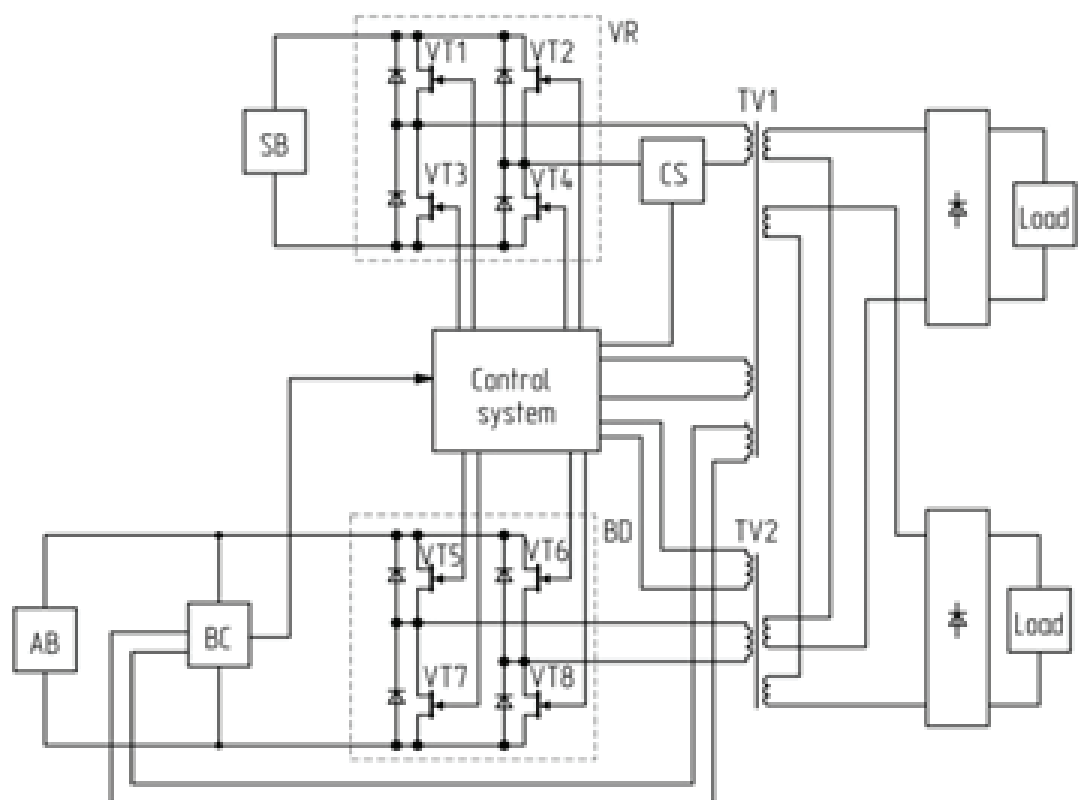 VR
VT1
VT2
TV1
SB
VT3
VT4
CS
Load
Control
system
BD
TV2
VT5
VT6
AB
BC
Load
VT7
VT8